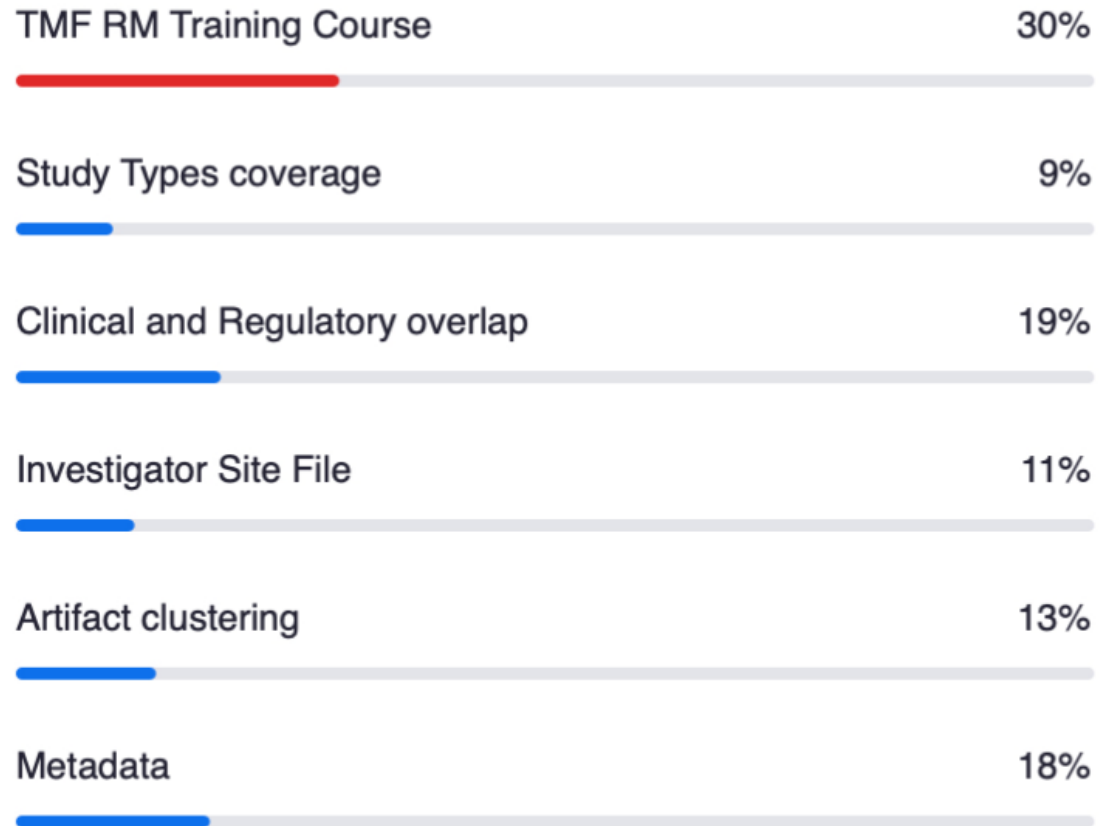 TMF RM Training Course 30%
Study Types coverage 9%
Clinical and Regulatory overlap 19%
Investigator Site File 11%
Artifact clustering 13%
Metadata 18%